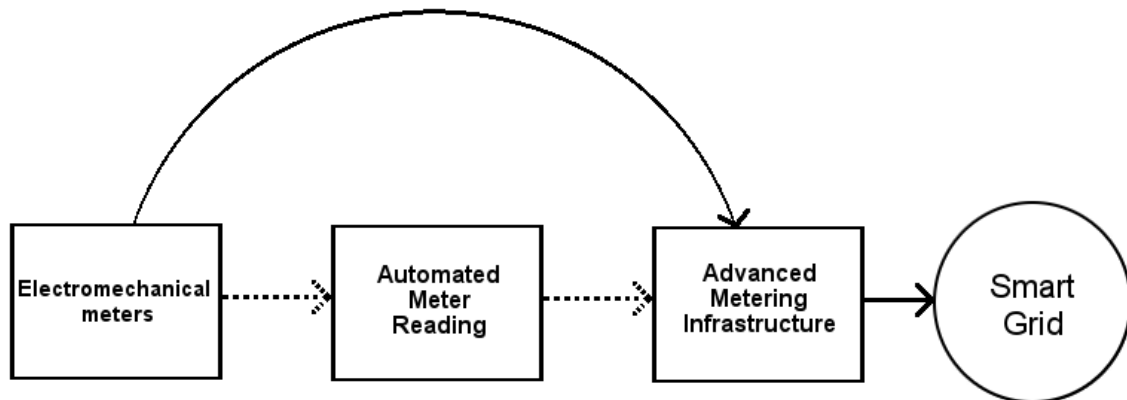 Electromechanical
meters
Automated
Meter
Reading
Advanced
Metering
Infrastructure
Smart
Grid